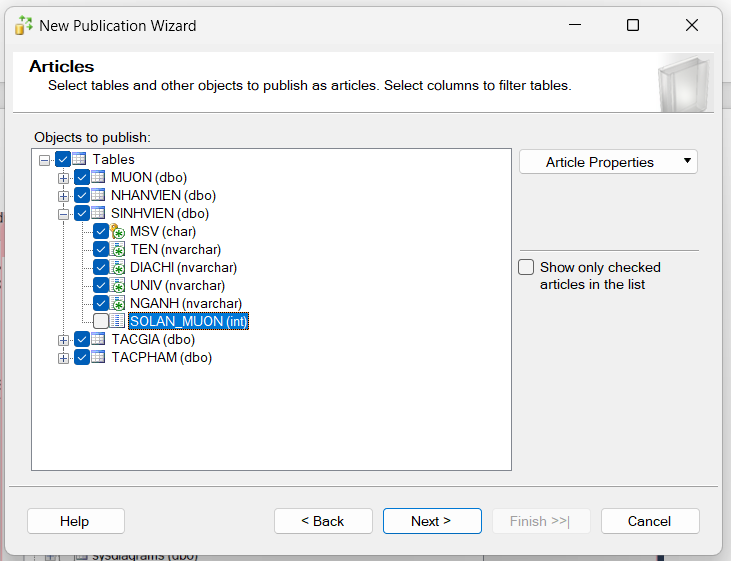 New Publication Wizard
Articles
Select tables and other objects to publish as articles. Select columns to filter tables.
Objects to publish:
Tables
MUON (dbo)
NHANVIEN (dbo)
SINHVIEN (dbo)
MSV (char)
TEN (nvarchar)
DIACHI (nvarchar)
UNIV (nvarchar)
NGANH (nvarchar)
SOLAN_MUON (int)
TACGIA (dbo)
TACPHAM (dbo)
Article Properties
Show only checked
articles in the list
Help
< Back
Next >
Finish >>|
Cancel
sysdiagrams (dbo)